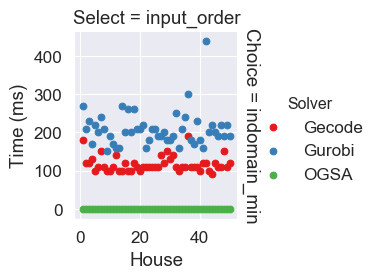 Select = input_order
Time (ms)
400
300
200
100
0
0
20
40
House
Choice = indomain_min
Solver
Gecode
Gurobi
OGSA